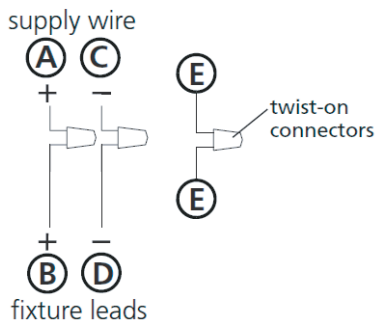 supply wire
A C
E
+ −
twist-on
connectors
E
+ −
B D
fixture leads